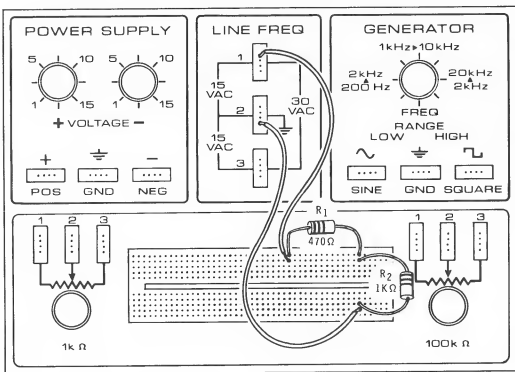 POWER SUPPLY
5 10 5 10
1 15 1 15
+ VOLTAGE −
+ ⏚ −
POS GND NEG
LINE FREQ
1
15 VAC
30 VAC
2
15 VAC
3
GENERATOR
1kHz▸10kHz
2kHz 20kHz
200 Hz 2kHz
FREQ
RANGE
LOW HIGH
SINE GND SQUARE
1 2 3
R1
470Ω
R2
1KΩ
1 2 3
1k Ω
100k Ω